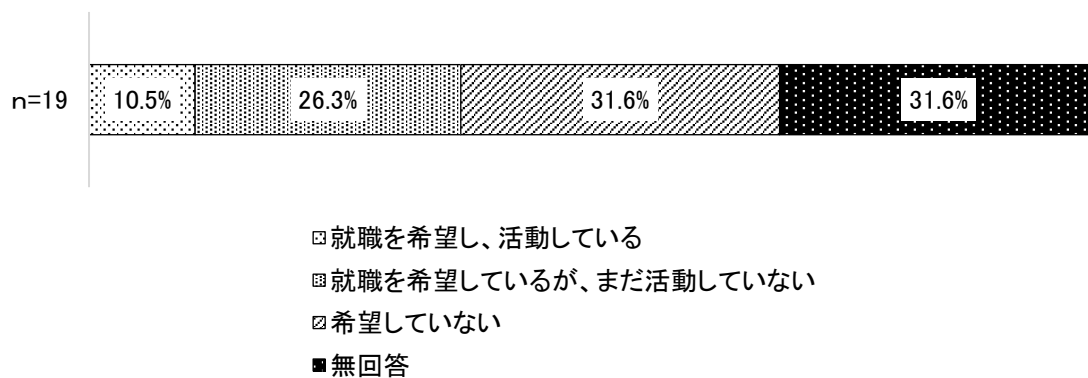 n=19 10.5% 26.3% 31.6% 31.6%
就職を希望し、活動している
就職を希望しているが、まだ活動していない
希望していない
無回答